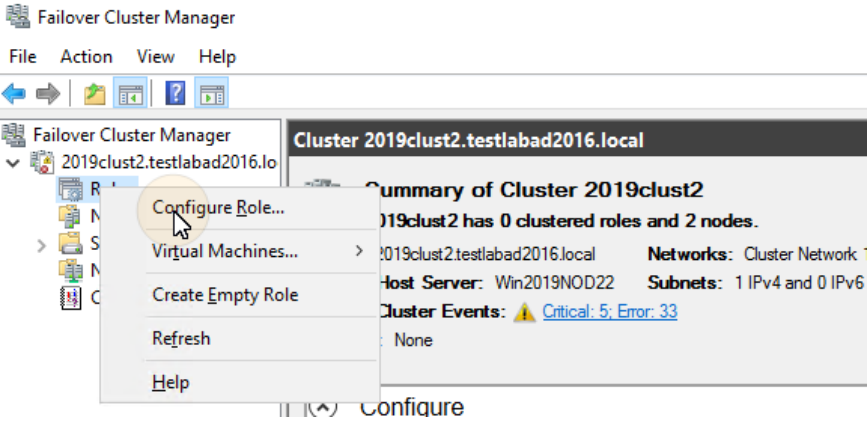 Failover Cluster Manager
File Action View Help
Failover Cluster Manager
2019clust2.testlabad2016.lo
Cluster 2019clust2.testlabad2016.local
Summary of Cluster 2019clust2
2019clust2 has 0 clustered roles and 2 nodes.
2019clust2.testlabad2016.local Networks: Cluster Network
Host Server: Win2019NOD22 Subnets: 1 IPv4 and 0 IPv6
Cluster Events: Critical: 5; Error: 33
: None
Configure
Configure Role...
Virtual Machines...
Create Empty Role
Refresh
Help